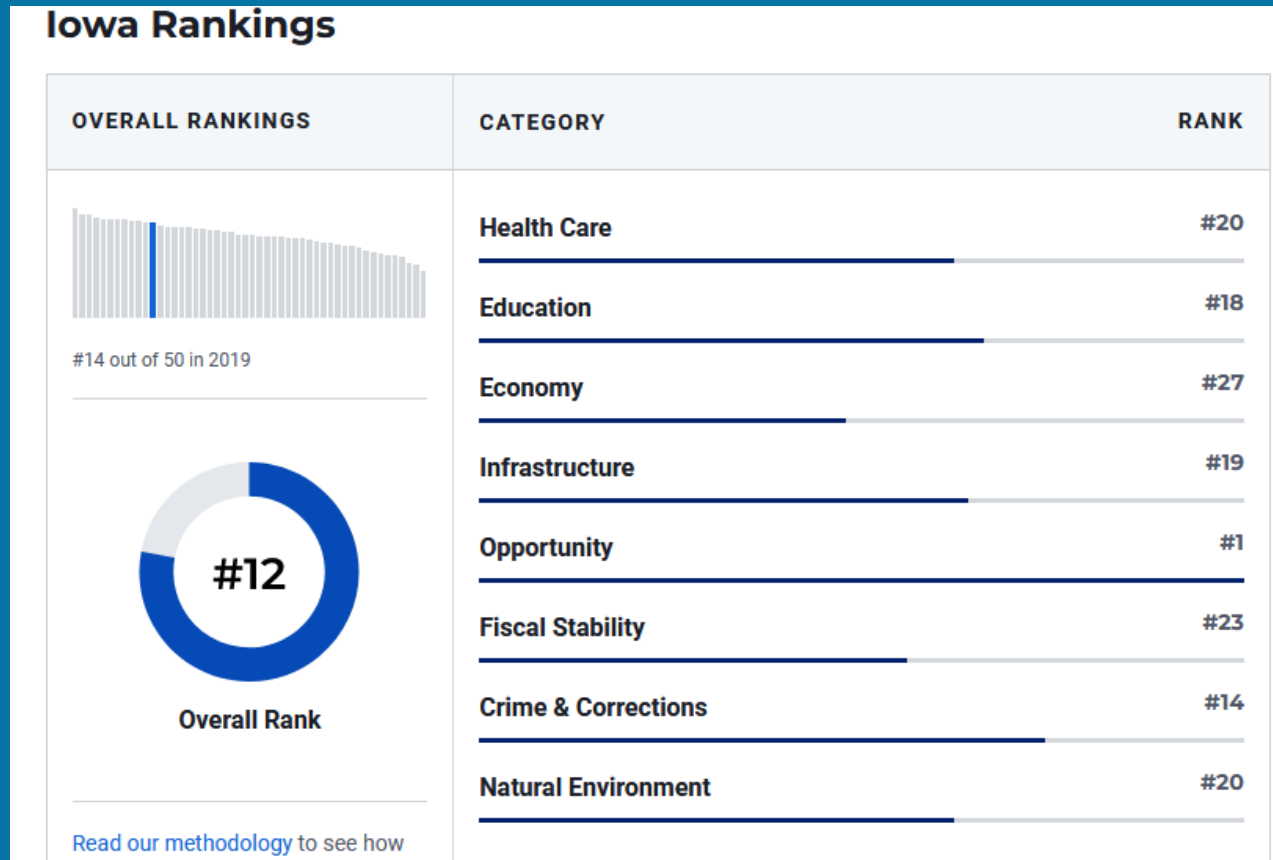 Iowa Rankings
OVERALL RANKINGS
CATEGORY RANK
#14 out of 50 in 2019
#12
Overall Rank
Read our methodology to see how
Health Care #20
Education #18
Economy #27
Infrastructure #19
Opportunity #1
Fiscal Stability #23
Crime & Corrections #14
Natural Environment #20